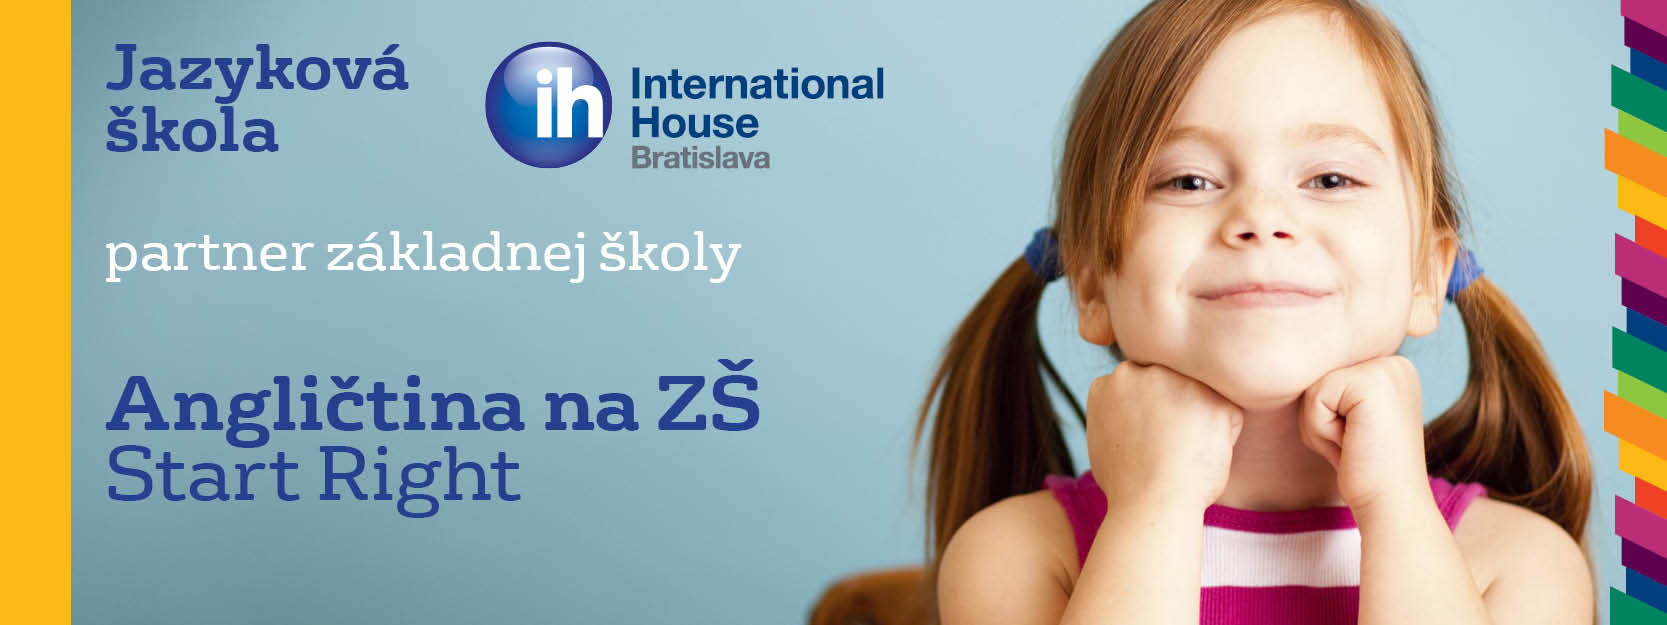 Jazyková
škola
ih
International
House
Bratislava
partner základnej školy
Angličtina na ZŠ
Start Right